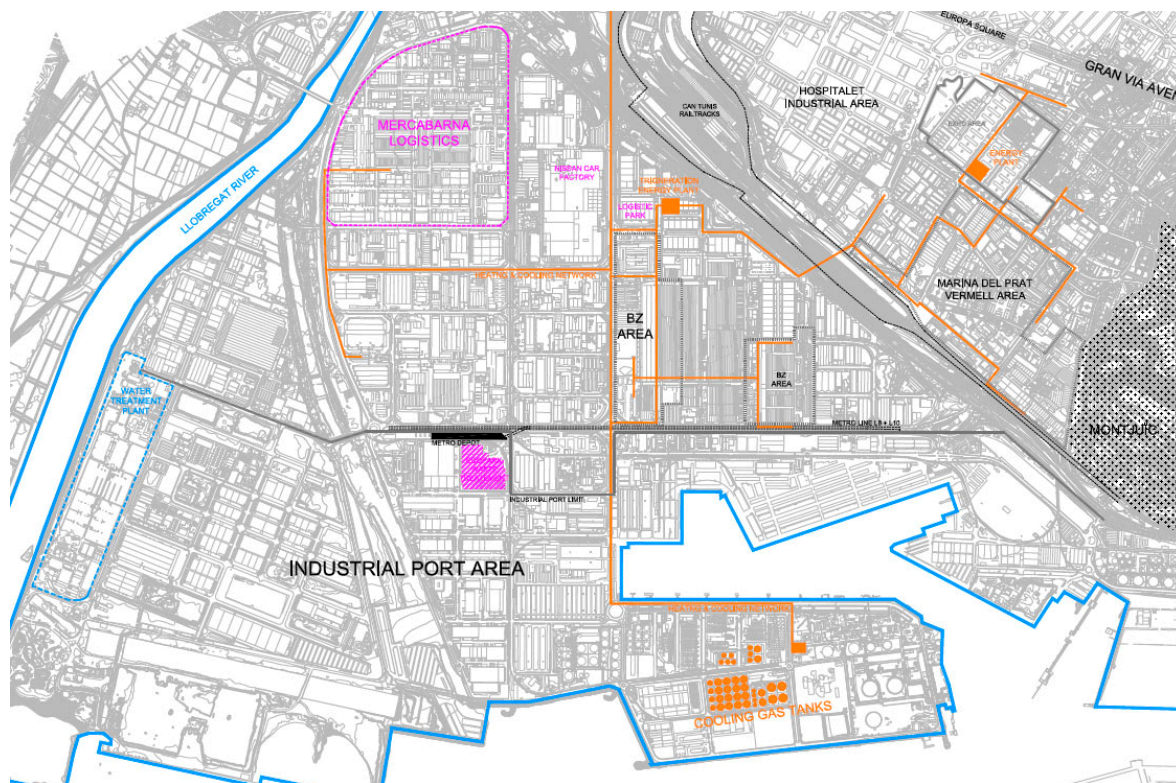 EUROPA SQUARE
GRAN VIA AVEN
HOSPITALET
INDUSTRIAL AREA
CAN TUNIS
RAILTRACKS
MERCABARNA
LOGISTICS
ENERGY
PLANT
NISSAN CAR
FACTORY
TRIGNERATION
ENERGY PLANT
LOGISTIC
PARK
LLOBREGAT RIVER
HEATING & COOLING NETWORK
MARINA DEL PRAT
VERMELL AREA
BZ
AREA
BZ
AREA
WATER
TREATMENT
PLANT
METRO LINE L9 + L10
MONTJUIC
METRO DEPOT
INDUSTRIAL PORT LIMIT
INDUSTRIAL PORT AREA
HEATING & COOLING NETWORK
COOLING GAS TANKS